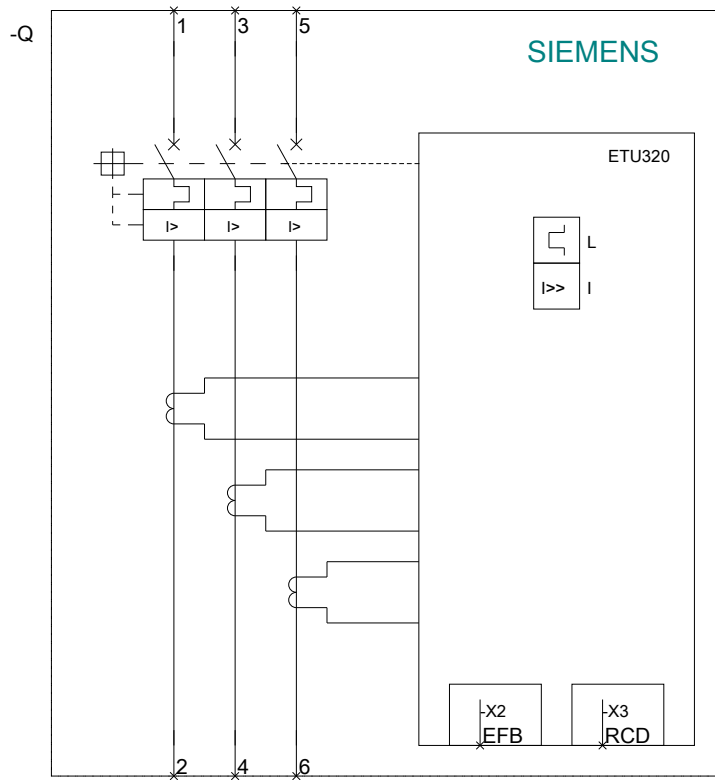 1 3 5
-Q
SIEMENS
ETU320
I> I> I>
L
I>> I
-X2 -X3
EFB RCD
2 4 6